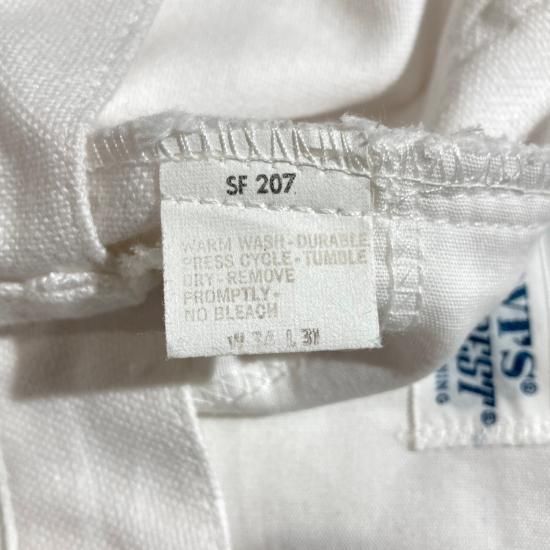 SF 207
WARM WASH-DURABLE
PRESS CYCLE-TUMBLE
DRY-REMOVE
PROMPTLY-
NO BLEACH
W 34 L 31